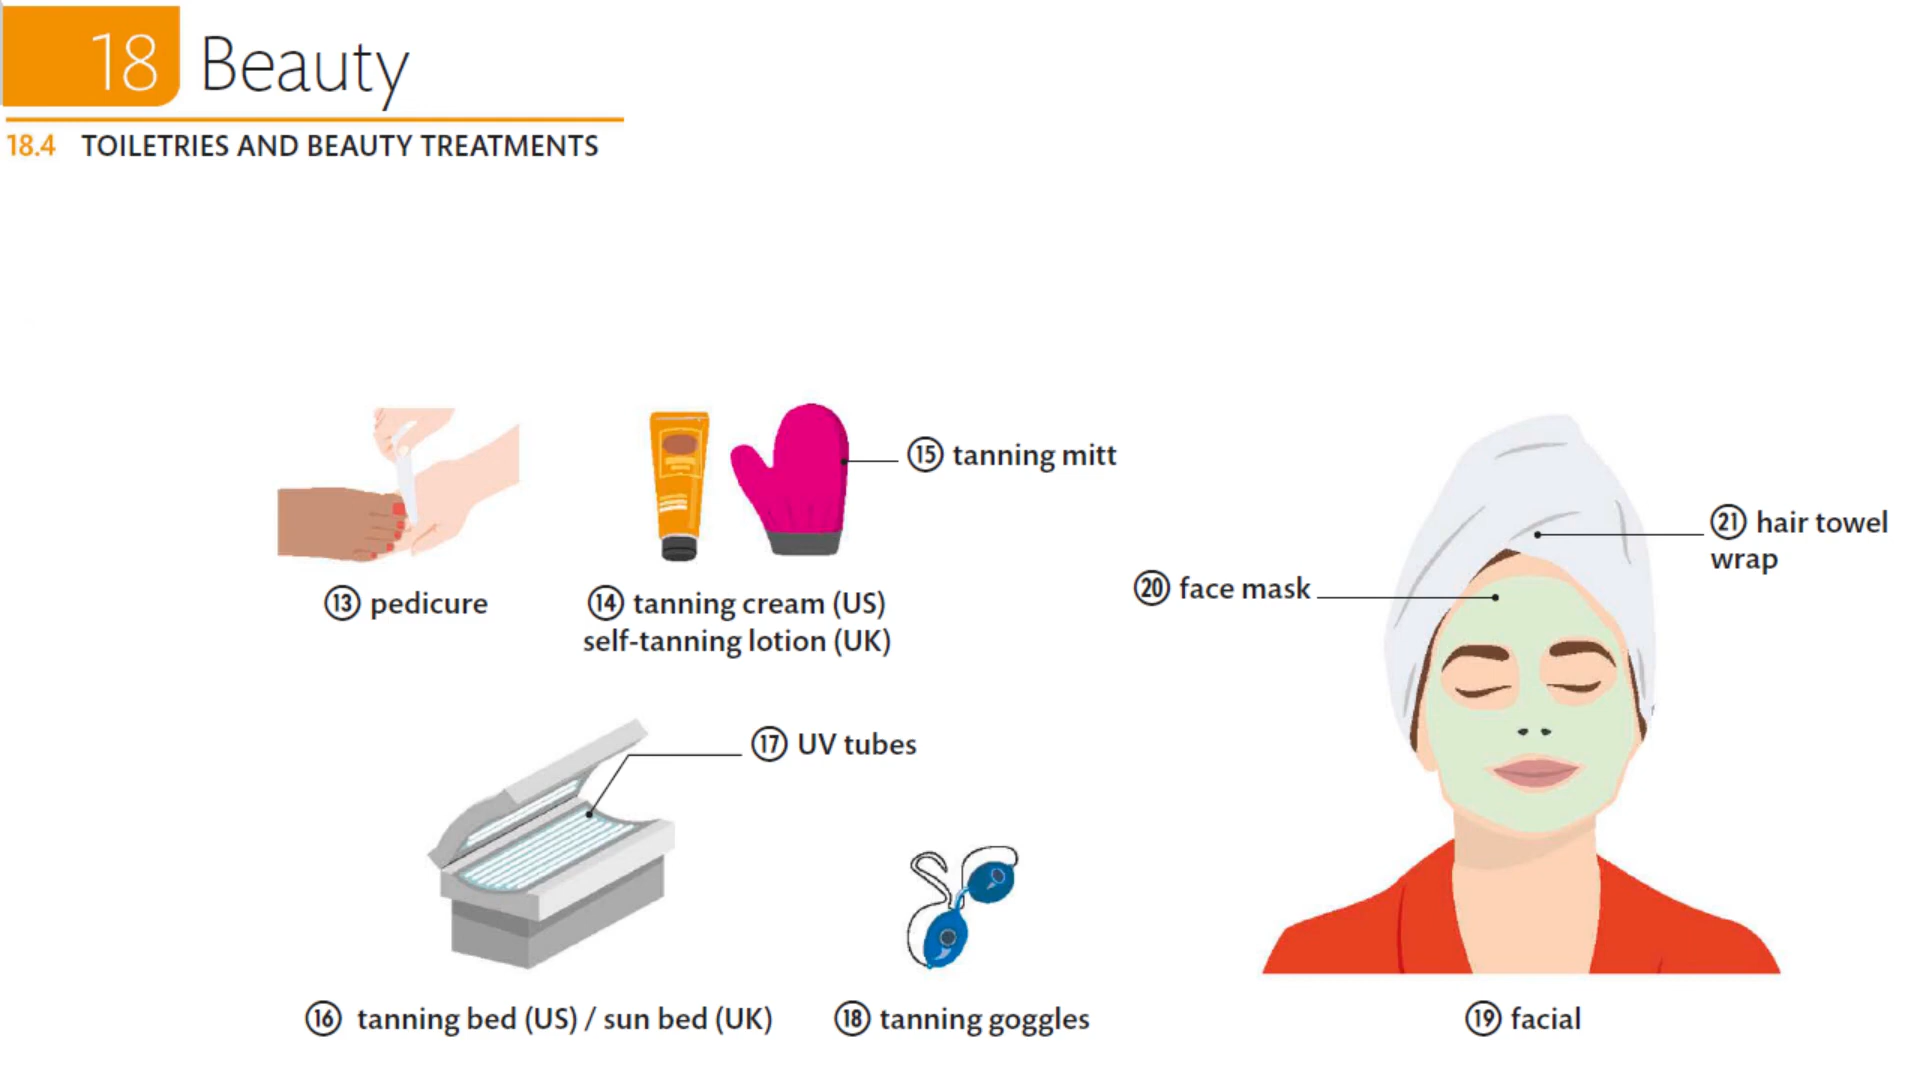 18 Beauty
18.4 TOILETRIES AND BEAUTY TREATMENTS
⑬ pedicure
⑭ tanning cream (US)
self-tanning lotion (UK)
⑮ tanning mitt
⑯ tanning bed (US) / sun bed (UK)
⑰ UV tubes
⑱ tanning goggles
⑲ facial
⑳ face mask
㉑ hair towel
wrap